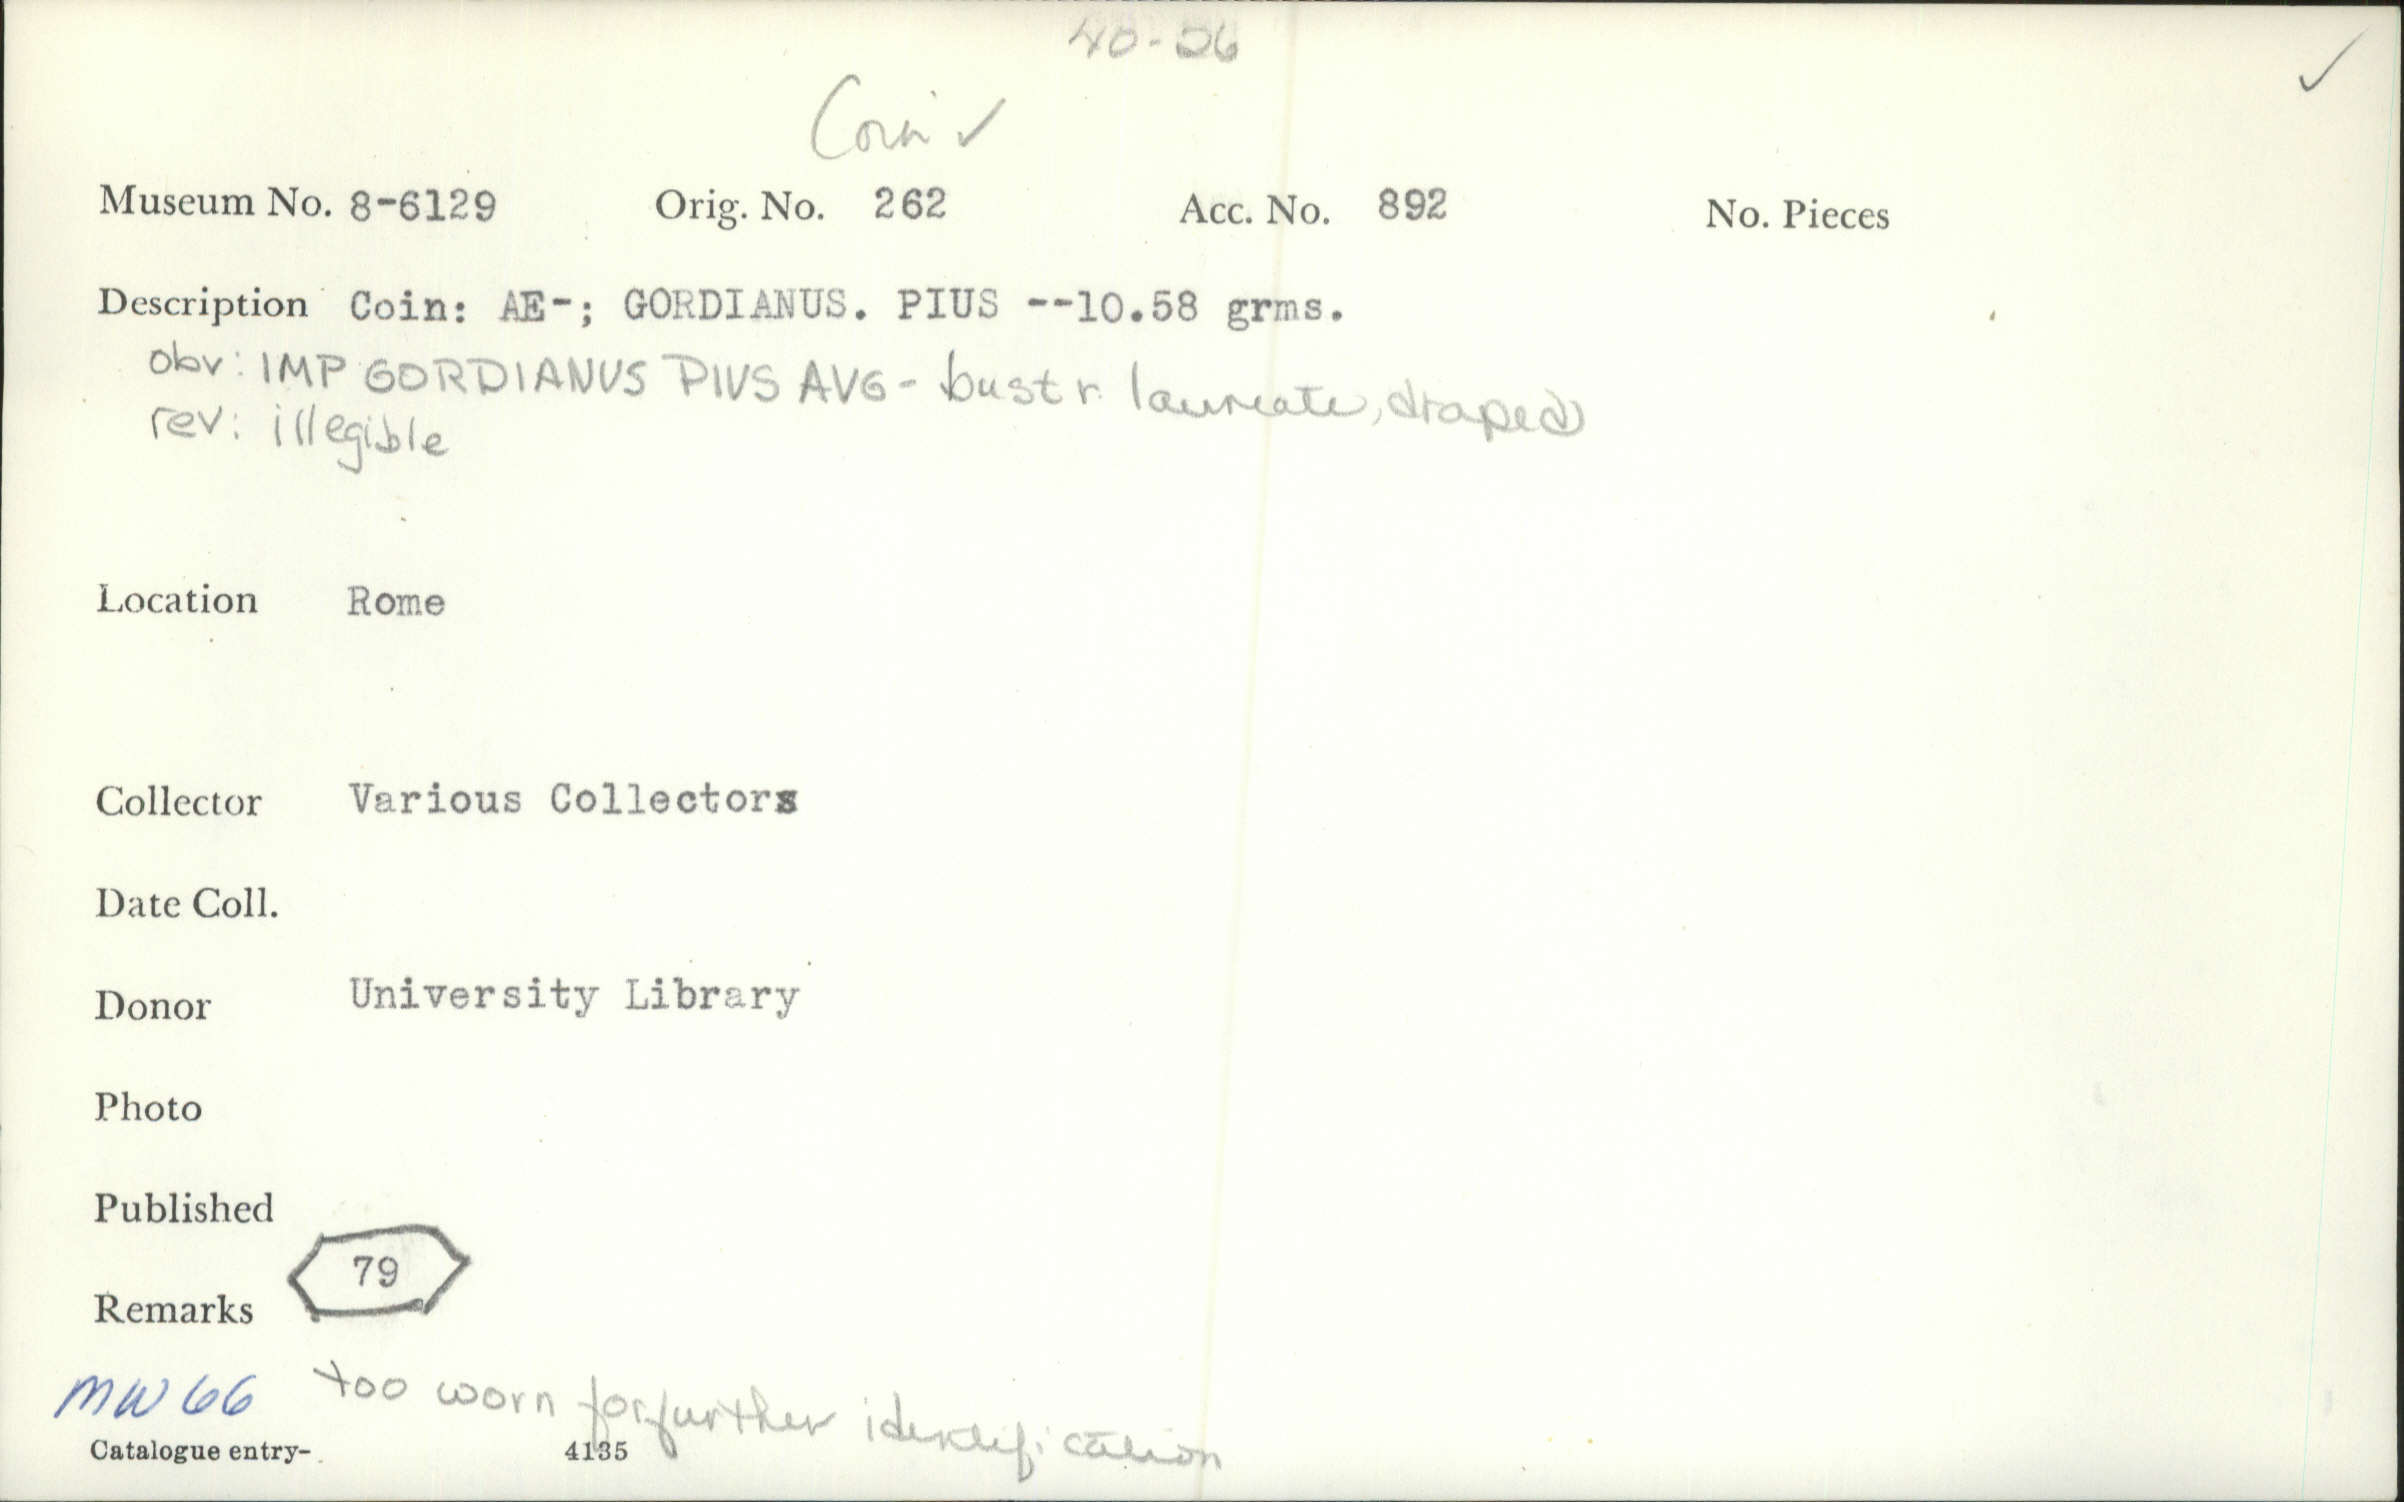 40-26
Coin ✓
✓
Museum No. 8-6129 Orig. No. 262 Acc. No. 892 No. Pieces
Description Coin: AE-; GORDIANUS. PIUS --10.58 grms.
obv: IMP GORDIANVS PIVS AVG - bust r. laureate, draped
rev: illegible
Location Rome
Collector Various Collectors
Date Coll.
Donor University Library
Photo
Published
79
Remarks
MW 66 too worn for further identification
Catalogue entry- 4135